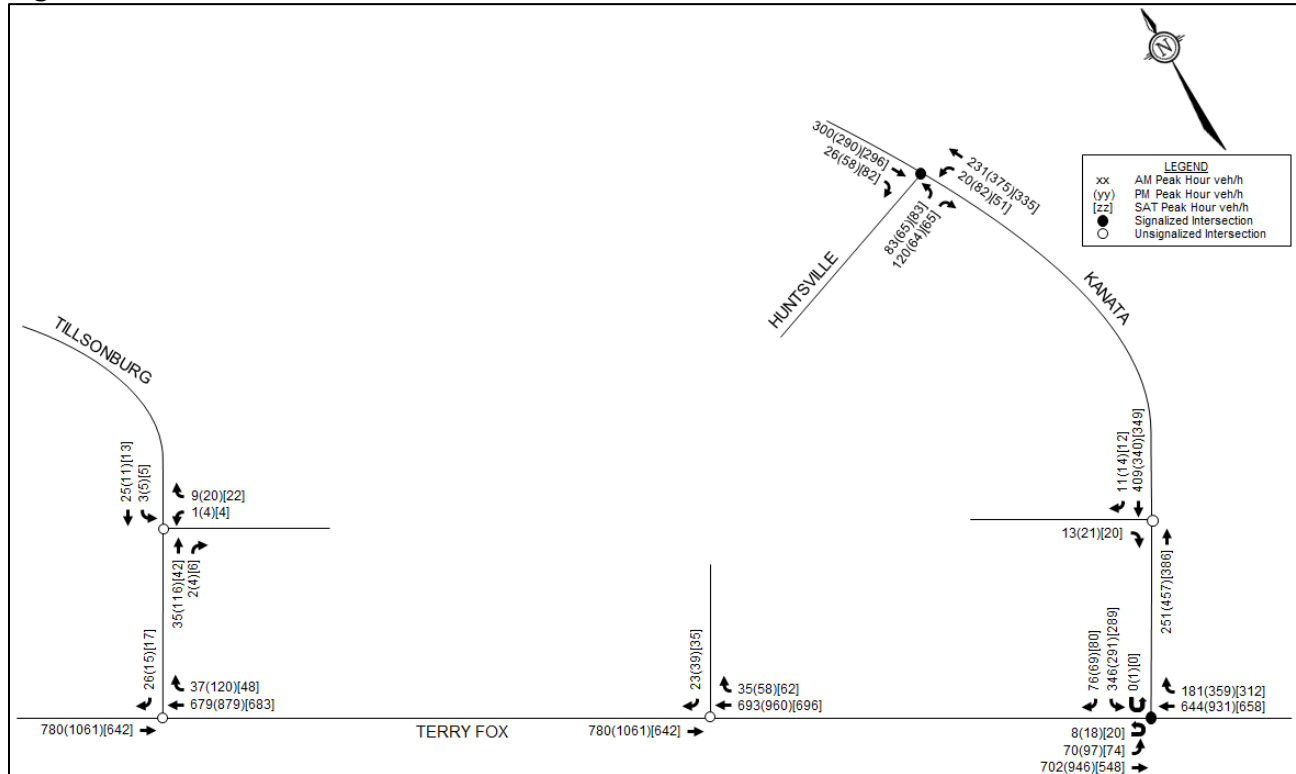 N
300(290)[296]
26(58)[82]
231(375)[335]
20(82)[51]
LEGEND
xx AM Peak Hour veh/h
(yy) PM Peak Hour veh/h
[zz] SAT Peak Hour veh/h
Signalized Intersection
Unsignalized Intersection
83(65)[83]
120(64)[65]
HUNTSVILLE
KANATA
TILLSONBURG
25(11)[13]
3(5)[5]
9(20)[22]
1(4)[4]
35(116)[42]
2(4)[6]
11(14)[12]
409(340)[349]
13(21)[20]
251(457)[386]
26(15)[17]
37(120)[48]
679(879)[683]
780(1061)[642]
TERRY FOX
23(39)[35]
35(58)[62]
693(960)[696]
780(1061)[642]
76(69)[80]
346(291)[289]
0(1)[0]
181(359)[312]
644(931)[658]
8(18)[20]
70(97)[74]
702(946)[548]